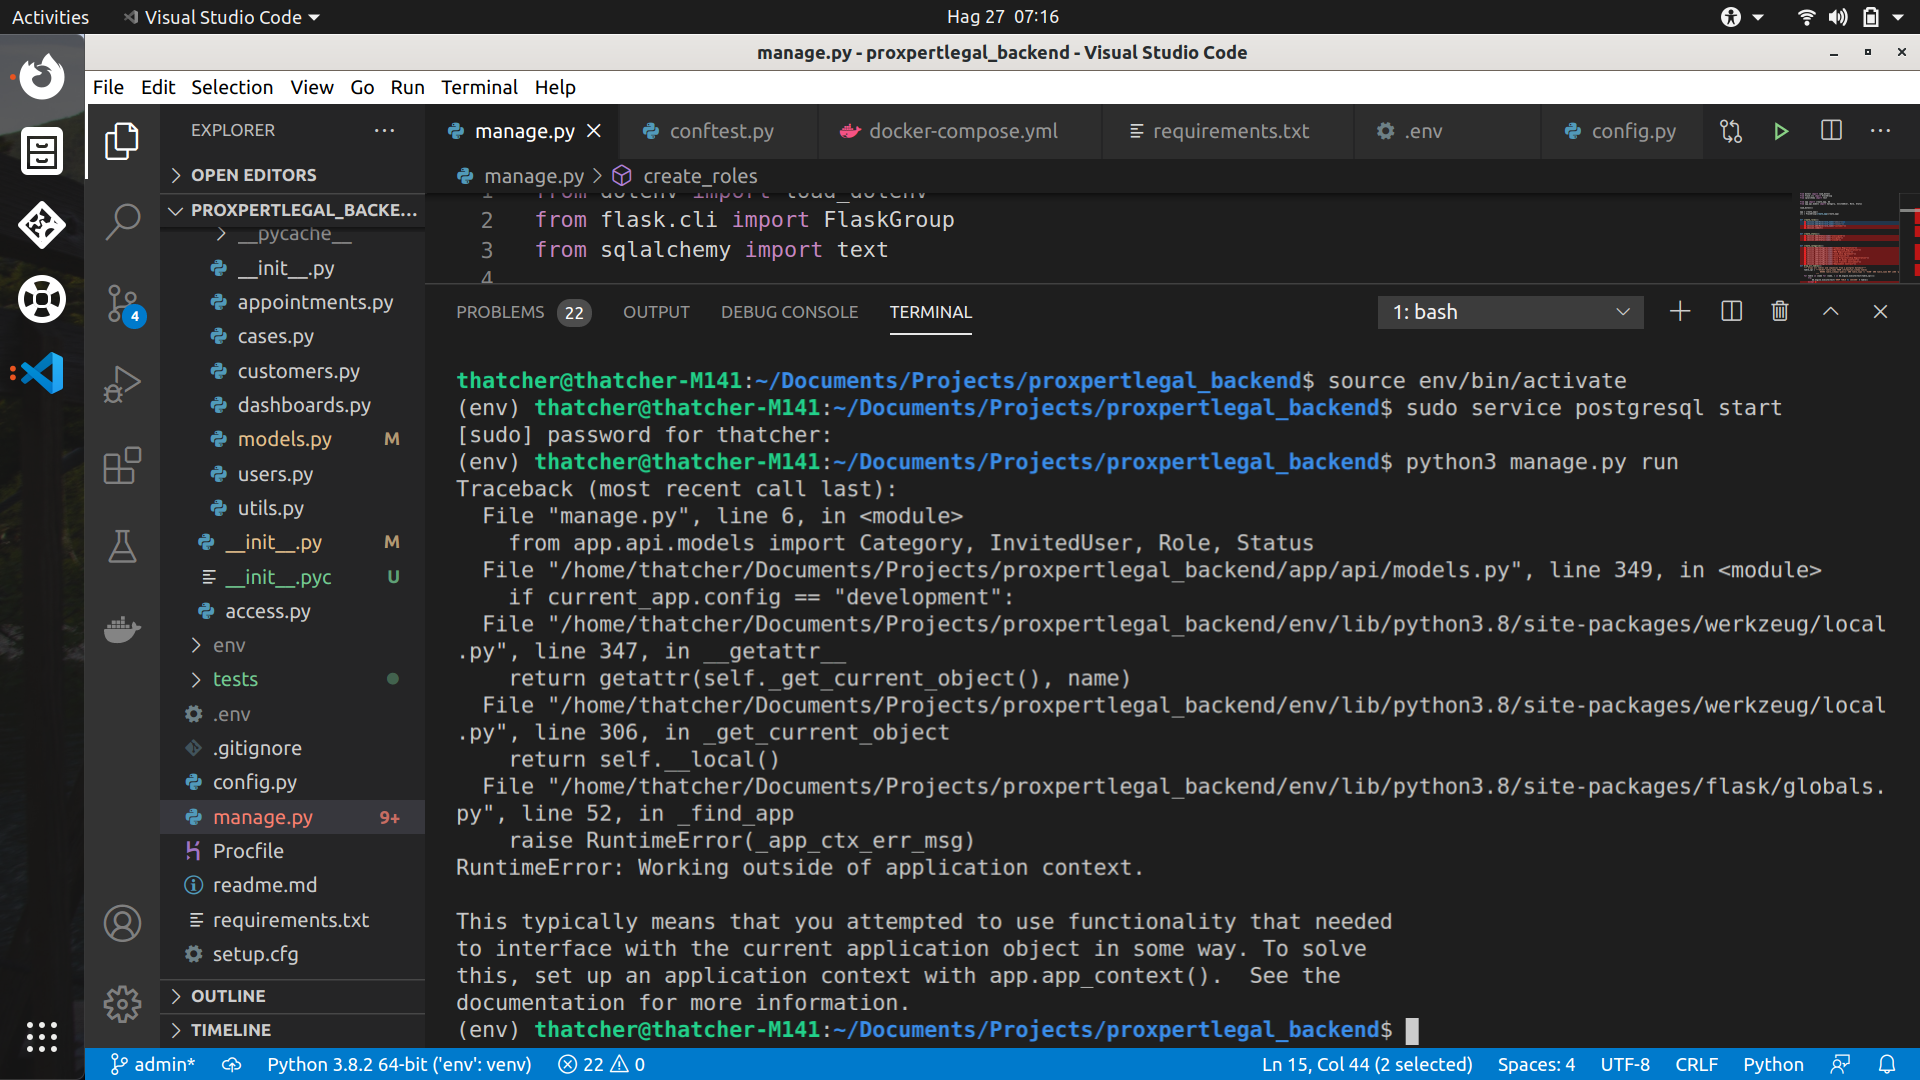 Activities
Visual Studio Code
Hag 27 07:16
manage.py - proxpertlegal_backend - Visual Studio Code
File Edit Selection View Go Run Terminal Help
EXPLORER
manage.py
conftest.py
docker-compose.yml
requirements.txt
.env
config.py
OPEN EDITORS
PROXPERTLEGAL_BACKE...
__pycache__
__init__.py
appointments.py
cases.py
customers.py
dashboards.py
models.py M
users.py
utils.py
__init__.py M
__init__.pyc U
access.py
env
tests
.env
.gitignore
config.py
manage.py 9+
Procfile
readme.md
requirements.txt
setup.cfg
OUTLINE
TIMELINE
4
manage.py > create_roles
1 from dotenv import load_dotenv
2 from flask.cli import FlaskGroup
3 from sqlalchemy import text
4
PROBLEMS 22 OUTPUT DEBUG CONSOLE TERMINAL
1: bash
thatcher@thatcher-M141:~/Documents/Projects/proxpertlegal_backend$ source env/bin/activate
(env) thatcher@thatcher-M141:~/Documents/Projects/proxpertlegal_backend$ sudo service postgresql start
[sudo] password for thatcher:
(env) thatcher@thatcher-M141:~/Documents/Projects/proxpertlegal_backend$ python3 manage.py run
Traceback (most recent call last):
File "manage.py", line 6, in <module>
from app.api.models import Category, InvitedUser, Role, Status
File "/home/thatcher/Documents/Projects/proxpertlegal_backend/app/api/models.py", line 349, in <module>
if current_app.config == "development":
File "/home/thatcher/Documents/Projects/proxpertlegal_backend/env/lib/python3.8/site-packages/werkzeug/local
.py", line 347, in __getattr__
return getattr(self._get_current_object(), name)
File "/home/thatcher/Documents/Projects/proxpertlegal_backend/env/lib/python3.8/site-packages/werkzeug/local
.py", line 306, in _get_current_object
return self.__local()
File "/home/thatcher/Documents/Projects/proxpertlegal_backend/env/lib/python3.8/site-packages/flask/globals.
py", line 52, in _find_app
raise RuntimeError(_app_ctx_err_msg)
RuntimeError: Working outside of application context.
This typically means that you attempted to use functionality that needed
to interface with the current application object in some way. To solve
this, set up an application context with app.app_context().  See the
documentation for more information.
(env) thatcher@thatcher-M141:~/Documents/Projects/proxpertlegal_backend$
admin*
Python 3.8.2 64-bit ('env': venv)
22 0
Ln 15, Col 44 (2 selected)
Spaces: 4
UTF-8
CRLF
Python